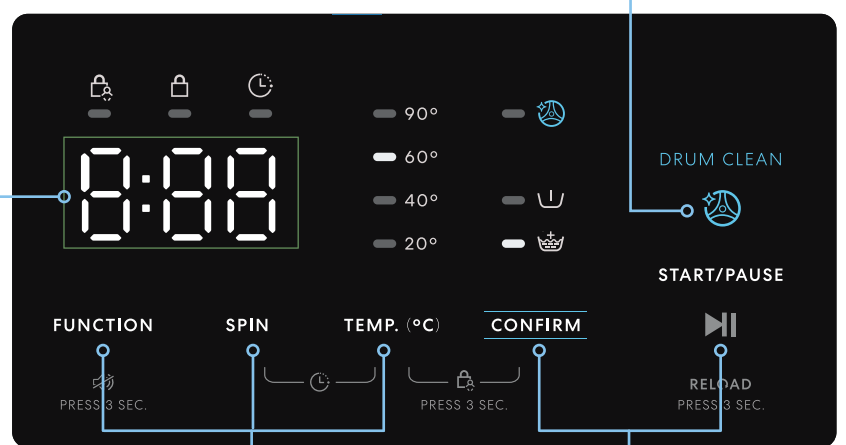 8:88
90°
60°
40°
20°
DRUM CLEAN
START/PAUSE
FUNCTION
SPIN
TEMP. (°C)
CONFIRM
PRESS 3 SEC.
PRESS 3 SEC.
RELOAD
PRESS 3 SEC.